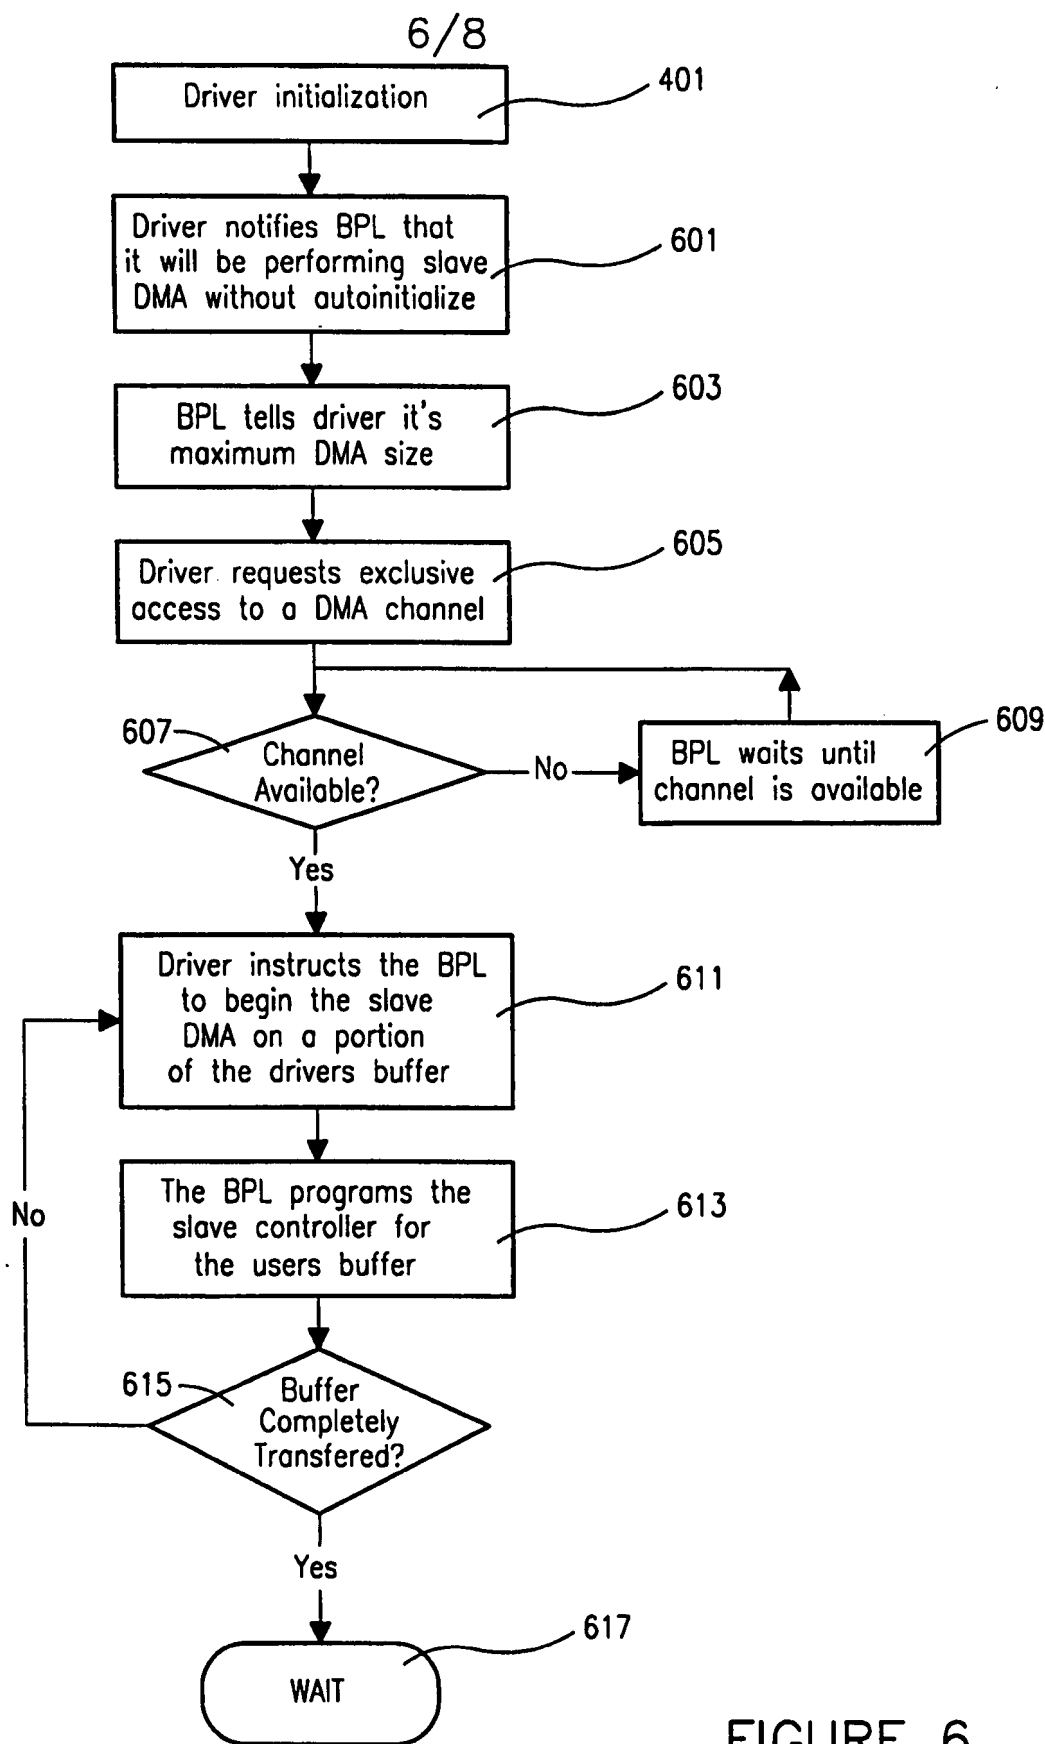 6/8
Driver initialization
401
Driver notifies BPL that
it will be performing slave
DMA without autoinitialize
601
BPL tells driver it's
maximum DMA size
603
Driver requests exclusive
access to a DMA channel
605
607
Channel
Available?
No
BPL waits until
channel is available
609
Yes
Driver instructs the BPL
to begin the slave
DMA on a portion
of the drivers buffer
611
The BPL programs the
slave controller for
the users buffer
613
No
615
Buffer
Completely
Transfered?
Yes
WAIT
617
FIGURE 6